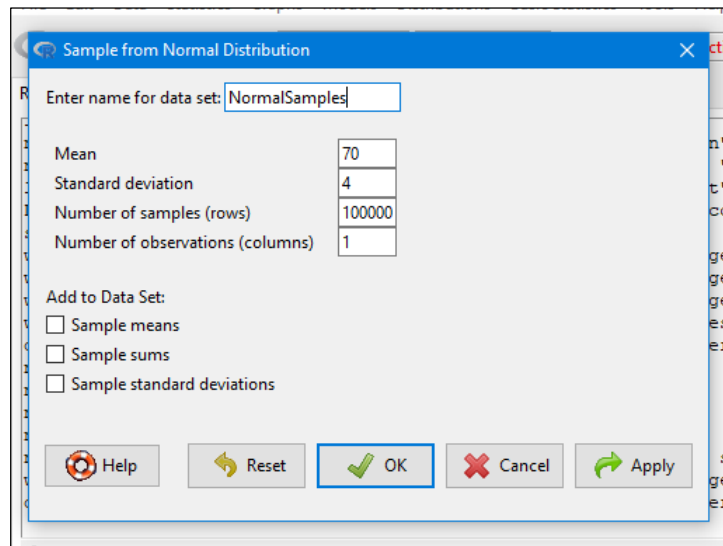 Sample from Normal Distribution
Enter name for data set: NormalSamples
Mean 70
Standard deviation 4
Number of samples (rows) 100000
Number of observations (columns) 1
Add to Data Set:
Sample means
Sample sums
Sample standard deviations
Help Reset OK Cancel Apply